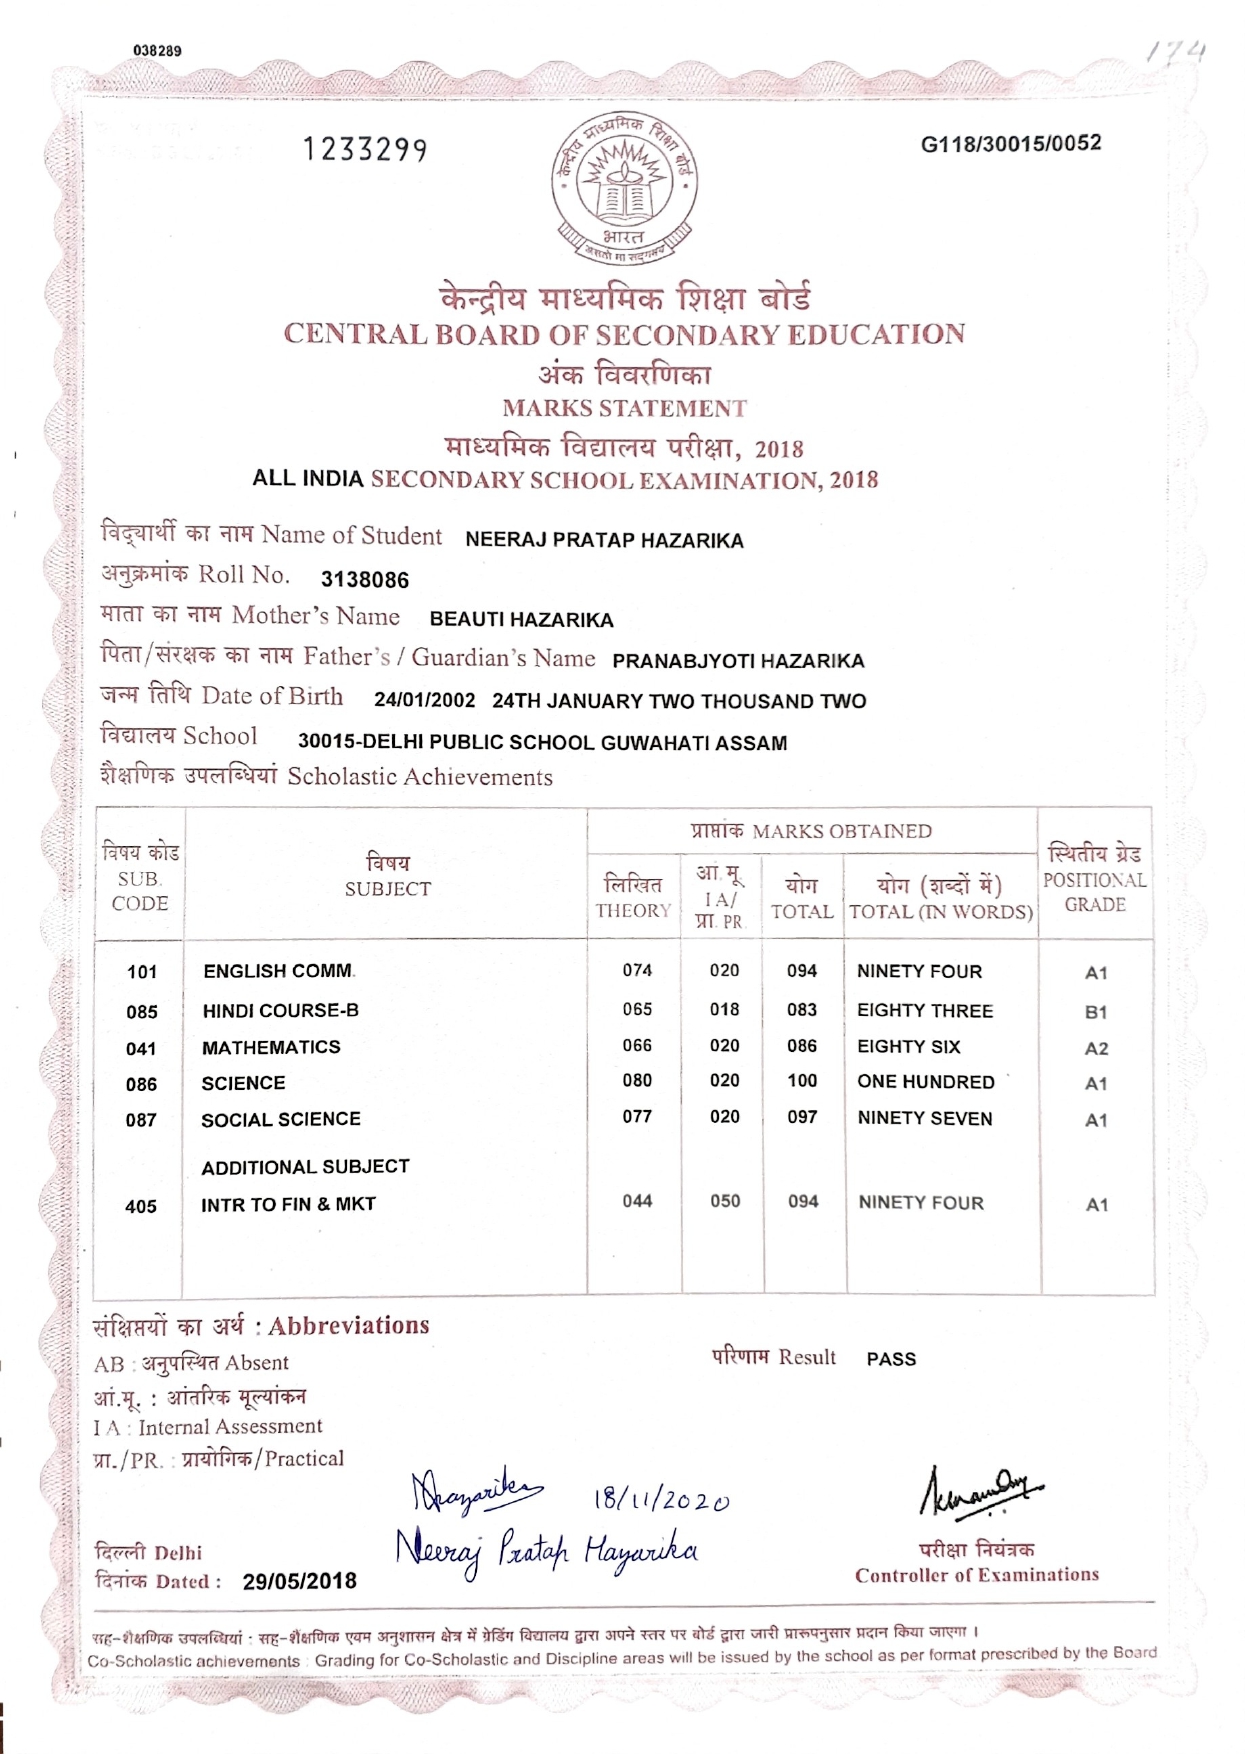 038289
174
1233299
G118/30015/0052
केन्द्रीय माध्यमिक शिक्षा बोर्ड
भारत
असतो मा सद्गमय
केन्द्रीय माध्यमिक शिक्षा बोर्ड
CENTRAL BOARD OF SECONDARY EDUCATION
अंक विवरणिका
MARKS STATEMENT
माध्यमिक विद्यालय परीक्षा, 2018
ALL INDIA SECONDARY SCHOOL EXAMINATION, 2018
विद्यार्थी का नाम Name of Student NEERAJ PRATAP HAZARIKA
अनुक्रमांक Roll No. 3138086
माता का नाम Mother's Name BEAUTI HAZARIKA
पिता/संरक्षक का नाम Father's / Guardian's Name PRANABJYOTI HAZARIKA
जन्म तिथि Date of Birth 24/01/2002 24TH JANUARY TWO THOUSAND TWO
विद्यालय School 30015-DELHI PUBLIC SCHOOL GUWAHATI ASSAM
शैक्षणिक उपलब्धियां Scholastic Achievements
विषय कोड SUB. CODE
विषय SUBJECT
प्राप्तांक MARKS OBTAINED
लिखित THEORY
आं.मू. I A/ प्रा. PR.
योग TOTAL
योग (शब्दों में) TOTAL (IN WORDS)
स्थितीय ग्रेड POSITIONAL GRADE
101 ENGLISH COMM. 074 020 094 NINETY FOUR A1
085 HINDI COURSE-B 065 018 083 EIGHTY THREE B1
041 MATHEMATICS 066 020 086 EIGHTY SIX A2
086 SCIENCE 080 020 100 ONE HUNDRED A1
087 SOCIAL SCIENCE 077 020 097 NINETY SEVEN A1
ADDITIONAL SUBJECT
405 INTR TO FIN & MKT 044 050 094 NINETY FOUR A1
संक्षिप्तयों का अर्थ : Abbreviations
AB : अनुपस्थित Absent
परिणाम Result PASS
आं.मू. : आंतरिक मूल्यांकन
I A : Internal Assessment
प्रा./PR. : प्रायोगिक/Practical
NHazarika 18/11/2020
Neeraj Pratap Hazarika
दिल्ली Delhi
दिनांक Dated : 29/05/2018
परीक्षा नियंत्रक
Controller of Examinations
सह-शैक्षणिक उपलब्धियां : सह-शैक्षणिक एवम अनुशासन क्षेत्र में ग्रेडिंग विद्यालय द्वारा अपने स्तर पर बोर्ड द्वारा जारी प्रारूपनुसार प्रदान किया जाएगा ।
Co-Scholastic achievements : Grading for Co-Scholastic and Discipline areas will be issued by the school as per format prescribed by the Board